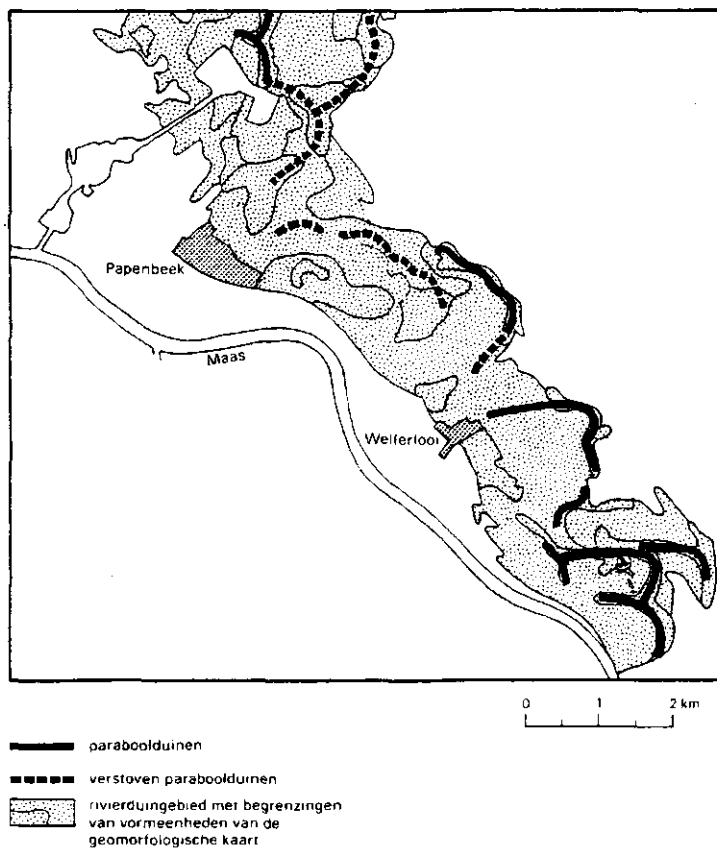 Papenbeek
Maas
Wellerlooi
0 1 2 km
paraboolduinen
verstoven paraboolduinen
rivierduingebied met begrenzingen
van vormeenheden van de
geomorfologische kaart